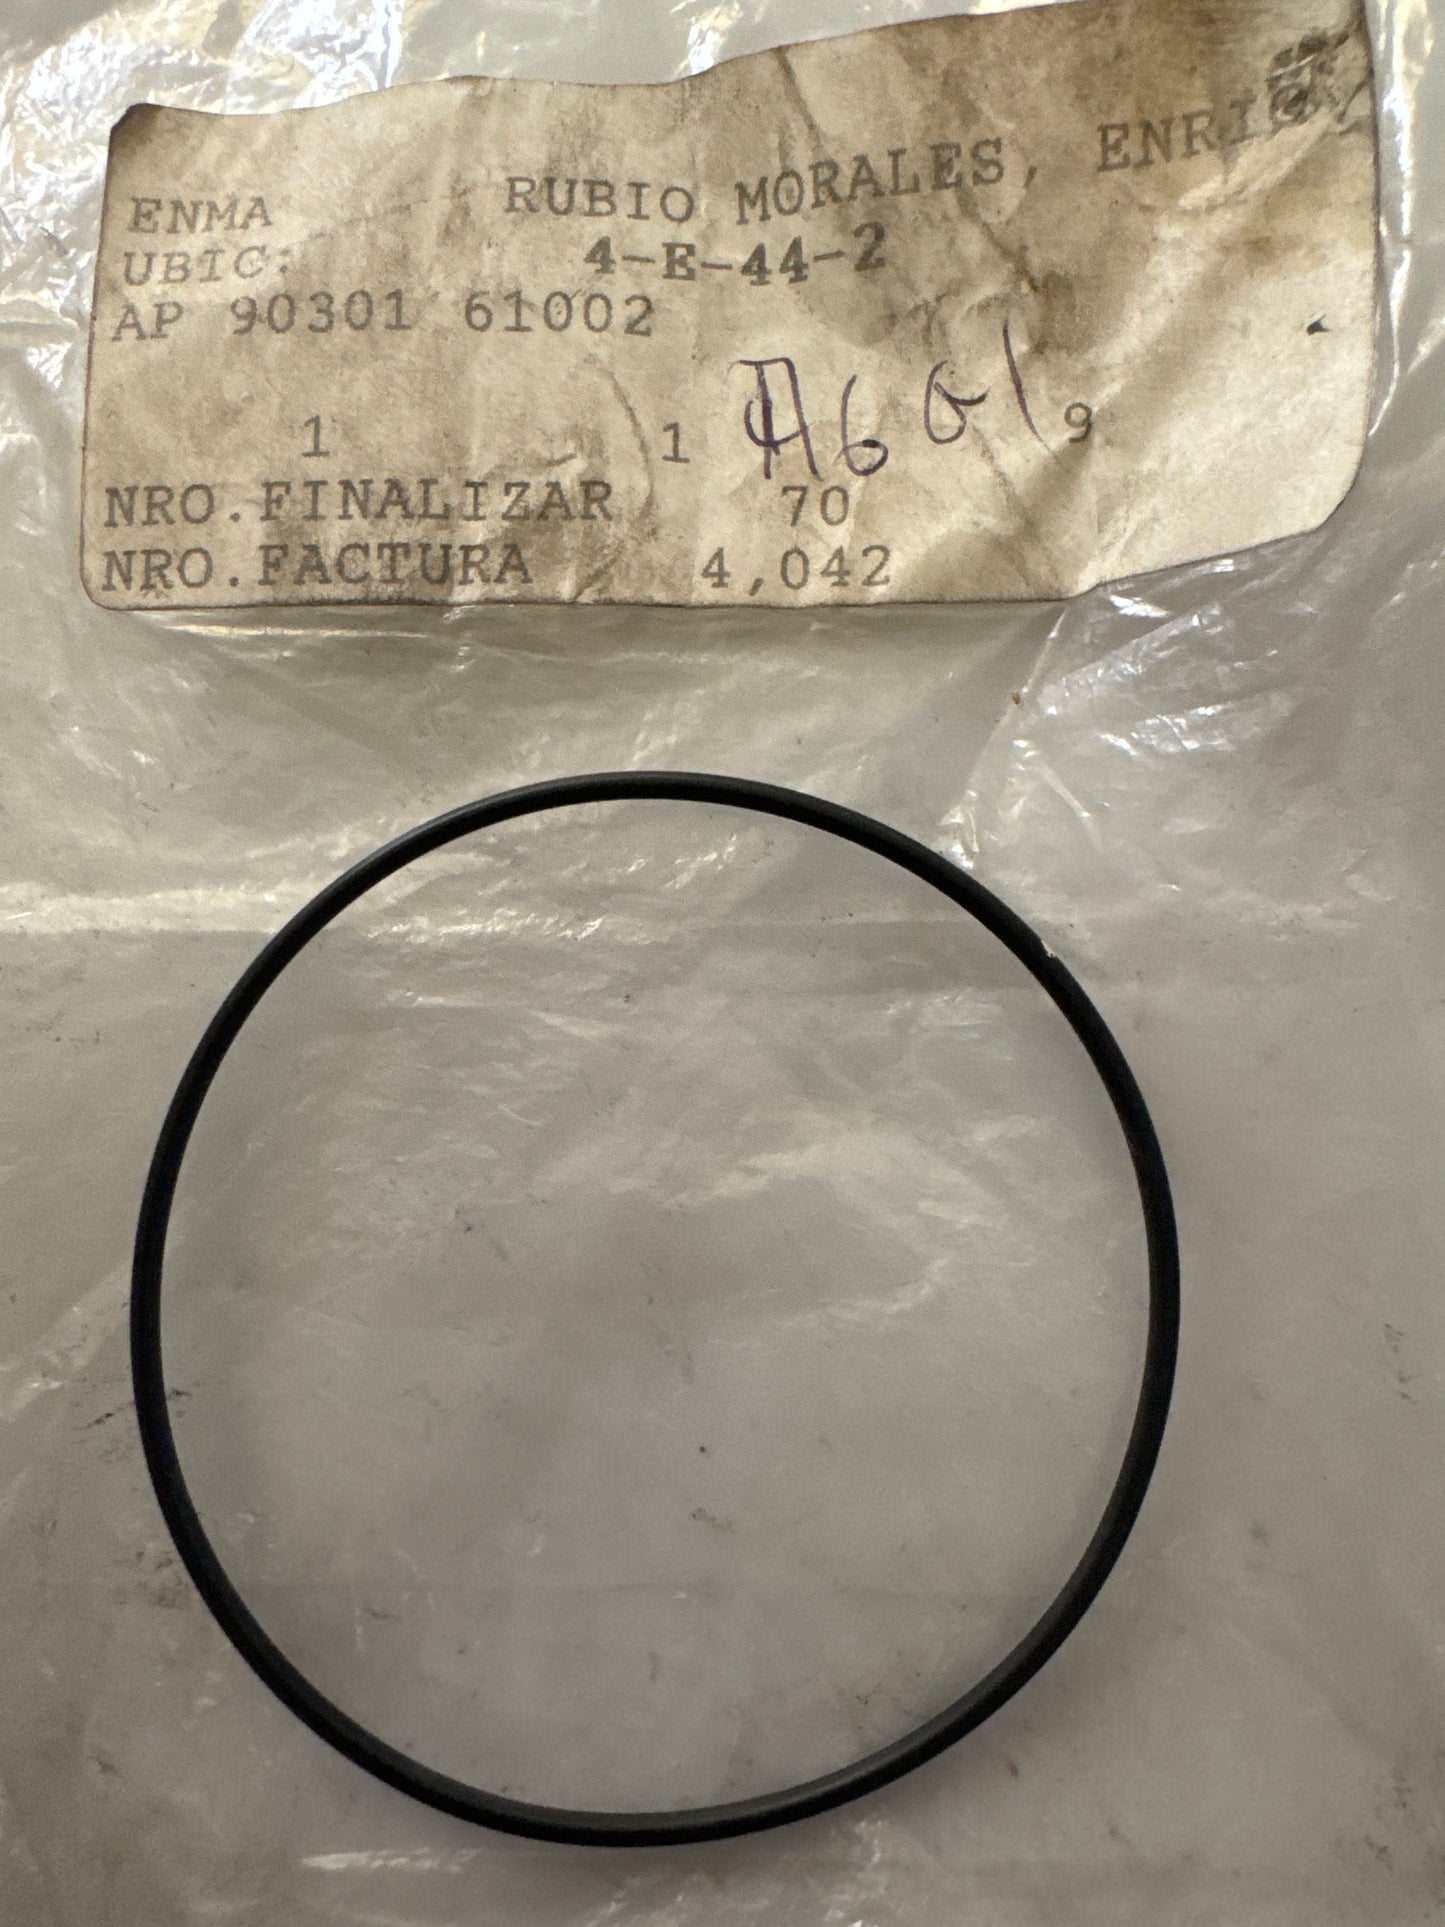 ENMA RUBIO MORALES, ENRIQ
UBIC: 4-E-44-2
AP 90301 61002
1 1 9
NRO.FINALIZAR 70
NRO.FACTURA 4,042